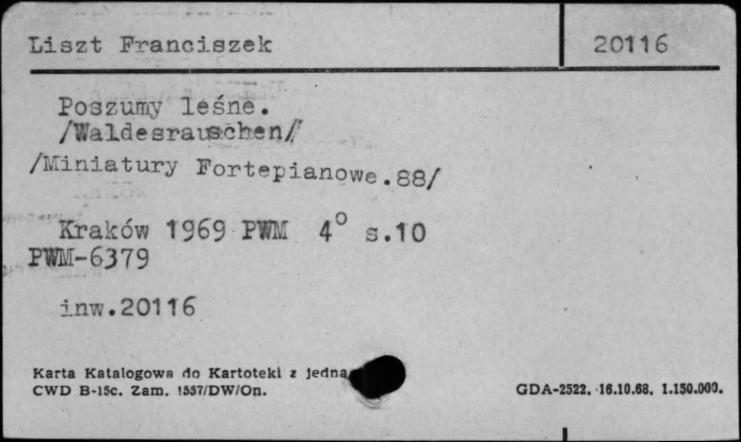 Liszt Franciszek 20116
Poszumy leśne.
/Waldesrauschen/
/Miniatury Fortepianowe.88/
Kraków 1969 PWM 4° s.10
PWM-6379
inw.20116
Karta Katalogowa do Kartoteki z jedną
CWD B-15c. Zam. 1557/DW/On. GDA-2522. 16.10.68. 1.150.000.